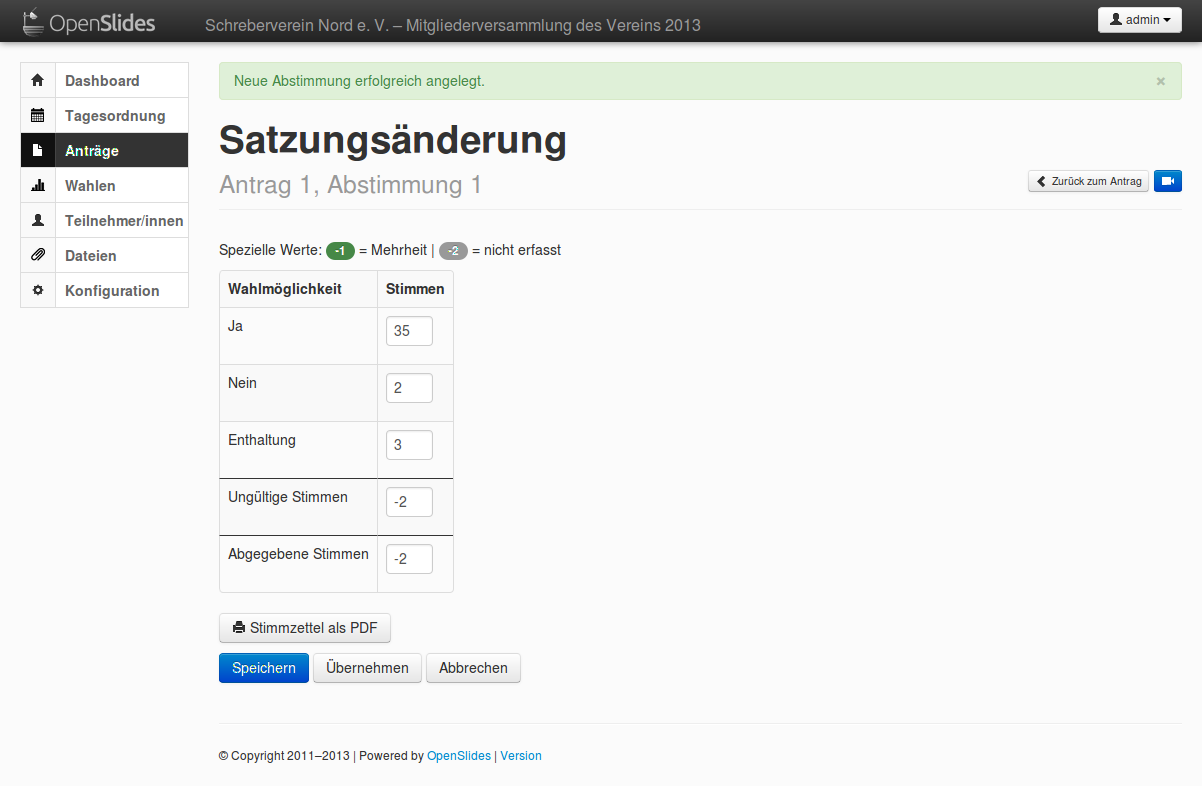 OpenSlides
Schreberverein Nord e. V. – Mitgliederversammlung des Vereins 2013
admin
Dashboard
Tagesordnung
Anträge
Wahlen
Teilnehmer/innen
Dateien
Konfiguration
Neue Abstimmung erfolgreich angelegt.
×
Satzungsänderung
Antrag 1, Abstimmung 1
Zurück zum Antrag
Spezielle Werte: -1 = Mehrheit | -2 = nicht erfasst
Wahlmöglichkeit Stimmen
Ja 35
Nein 2
Enthaltung 3
Ungültige Stimmen -2
Abgegebene Stimmen -2
Stimmzettel als PDF
Speichern Übernehmen Abbrechen
© Copyright 2011–2013 | Powered by OpenSlides | Version